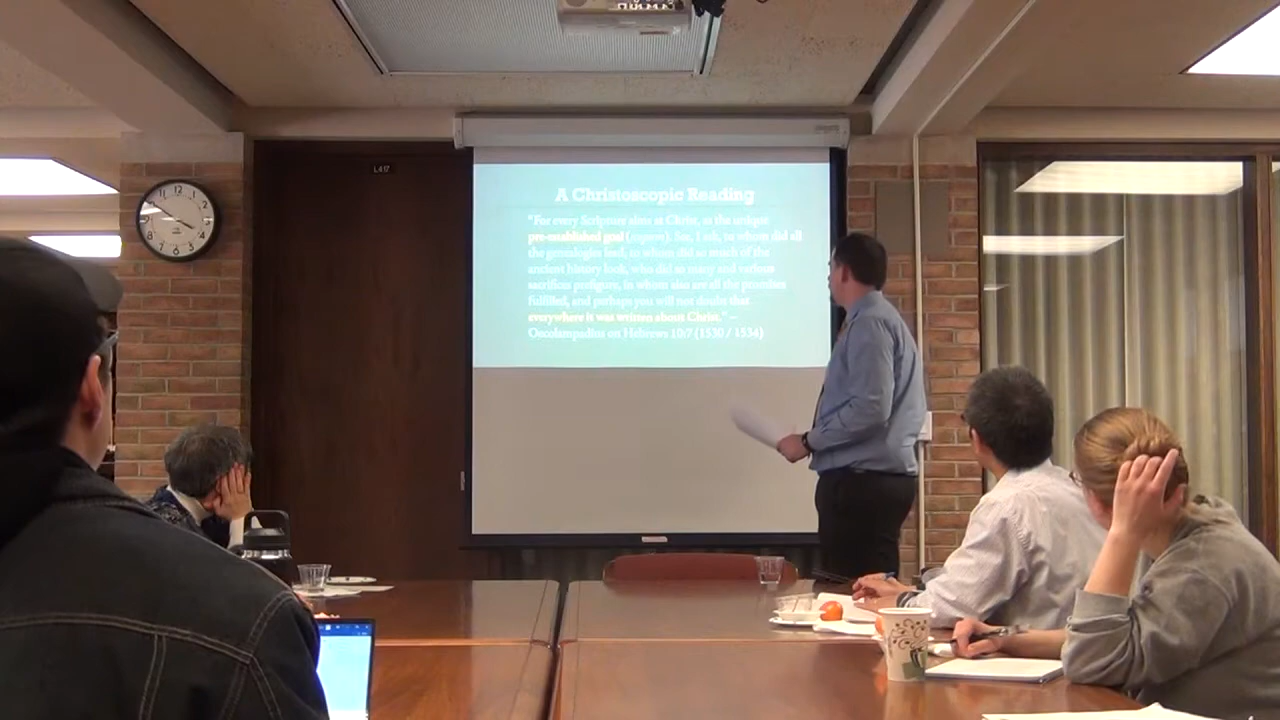 L417
A Christoscopic Reading
"For every Scripture aims at Christ, as the unique
pre-established goal (). For, I ask, to whom did all
the genealogies lead, to whom did so much of the
ancient history look, who did so many and various
sacrifices prefigure, in whom also are all the promises
fulfilled, and perhaps you will not doubt that
everywhere it was written about Christ." –
Oecolampadius on Hebrews 10:7 (1530 / 1534)